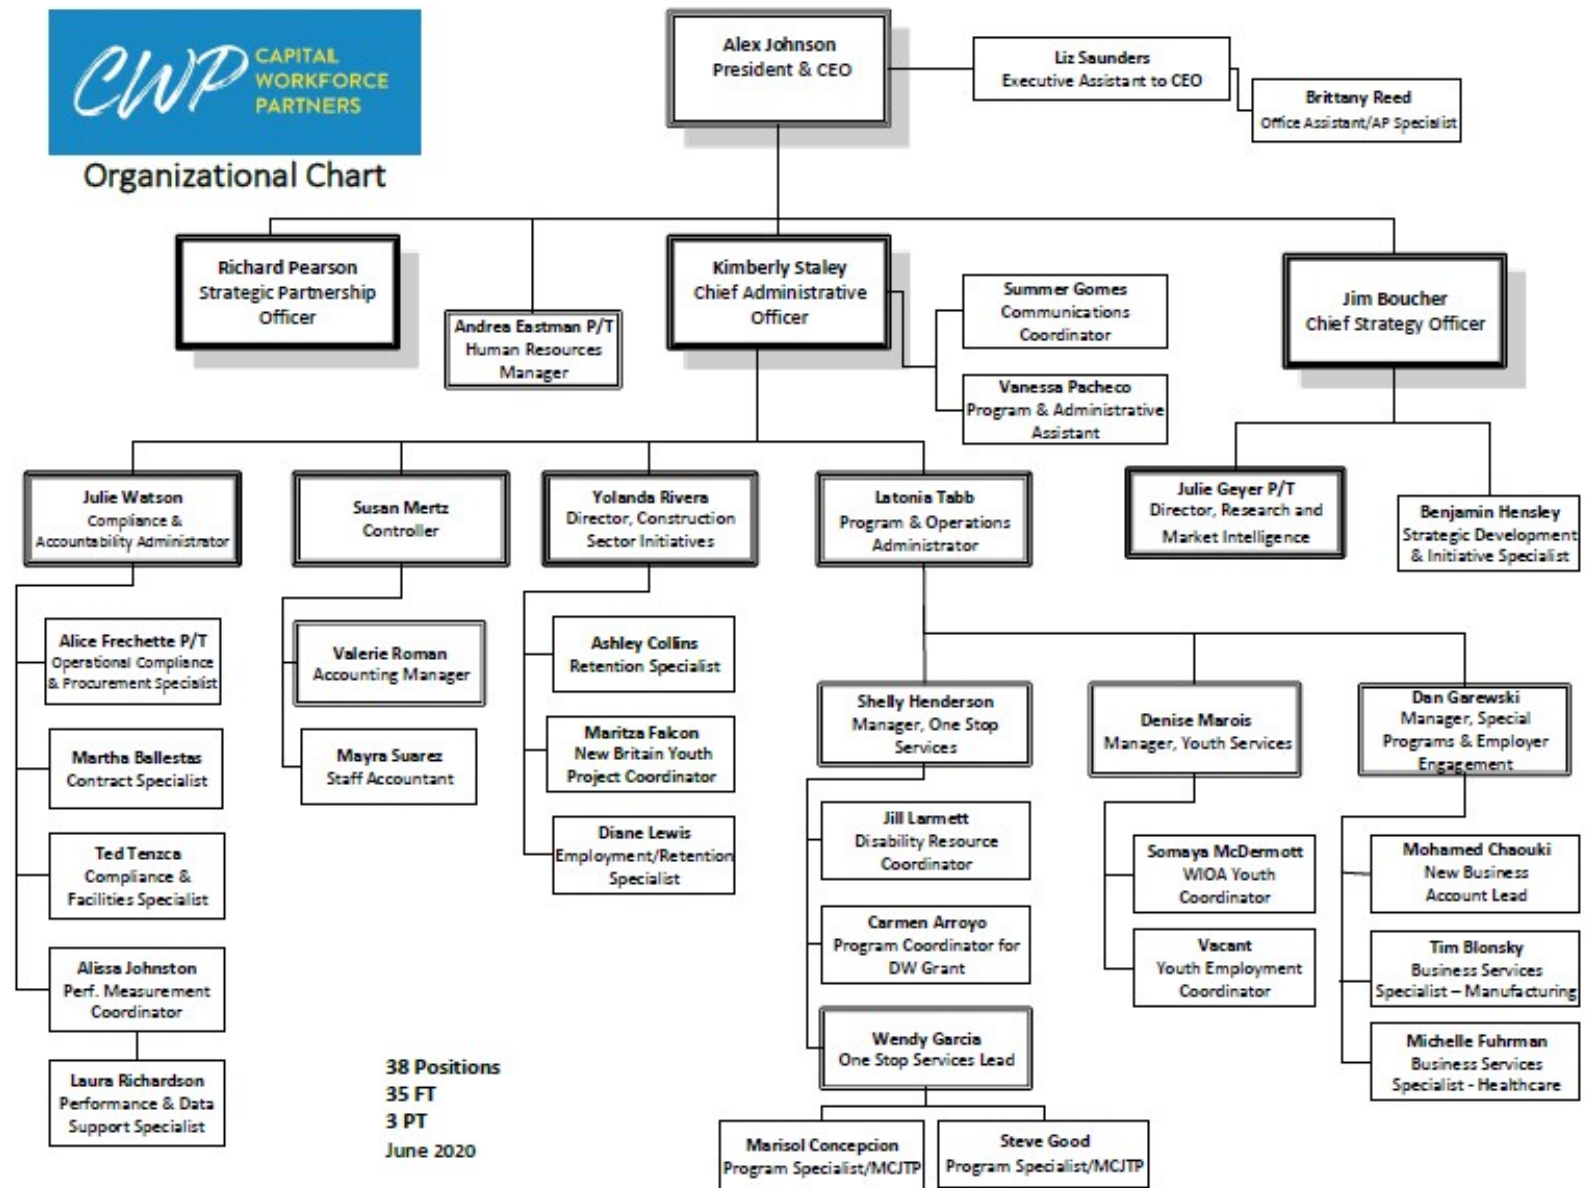 CWP
CAPITAL
WORKFORCE
PARTNERS
Organizational Chart
Alex Johnson
President & CEO
Liz Saunders
Executive Assistant to CEO
Brittany Reed
Office Assistant/AP Specialist
Richard Pearson
Strategic Partnership
Officer
Andrea Eastman P/T
Human Resources
Manager
Kimberly Staley
Chief Administrative
Officer
Summer Gomes
Communications
Coordinator
Vanessa Pacheco
Program & Administrative
Assistant
Jim Boucher
Chief Strategy Officer
Julie Watson
Compliance &
Accountability Administrator
Susan Mertz
Controller
Yolanda Rivera
Director, Construction
Sector Initiatives
Latonia Tabb
Program & Operations
Administrator
Julie Geyer P/T
Director, Research and
Market Intelligence
Benjamin Hensley
Strategic Development
& Initiative Specialist
Alice Frechette P/T
Operational Compliance
& Procurement Specialist
Martha Ballestas
Contract Specialist
Ted Tenzca
Compliance &
Facilities Specialist
Alissa Johnston
Perf. Measurement
Coordinator
Laura Richardson
Performance & Data
Support Specialist
Valerie Roman
Accounting Manager
Mayra Suarez
Staff Accountant
Ashley Collins
Retention Specialist
Maritza Falcon
New Britain Youth
Project Coordinator
Diane Lewis
Employment/Retention
Specialist
Shelly Henderson
Manager, One Stop
Services
Jill Larmett
Disability Resource
Coordinator
Carmen Arroyo
Program Coordinator for
DW Grant
Wendy Garcia
One Stop Services Lead
Marisol Concepcion
Program Specialist/MCJTP
Steve Good
Program Specialist/MCJTP
Denise Marois
Manager, Youth Services
Somaya McDermott
WIOA Youth
Coordinator
Vacant
Youth Employment
Coordinator
Dan Garewski
Manager, Special
Programs & Employer
Engagement
Mohamed Chaouki
New Business
Account Lead
Tim Blonsky
Business Services
Specialist – Manufacturing
Michelle Fuhrman
Business Services
Specialist - Healthcare
38 Positions
35 FT
3 PT
June 2020